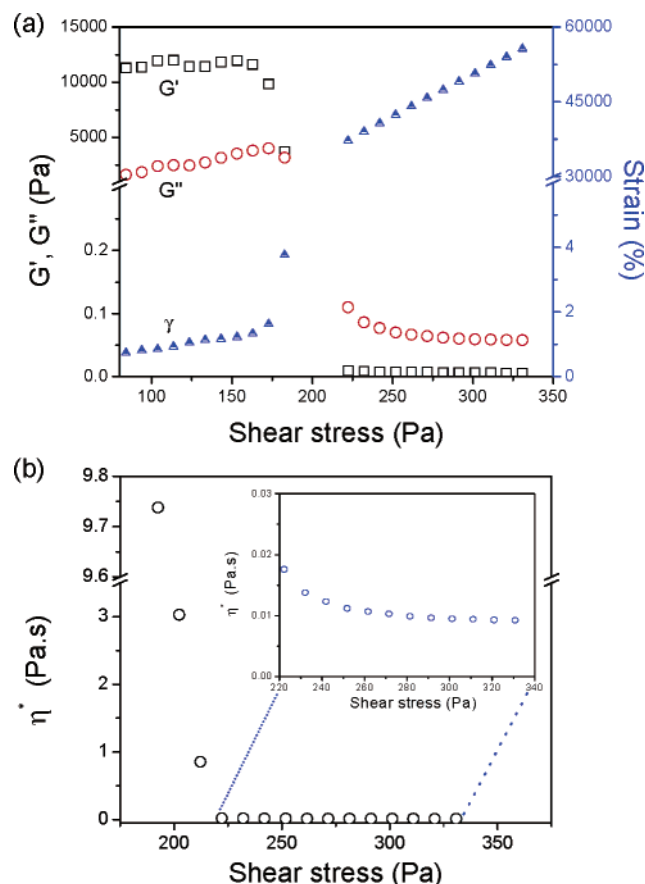 (a)
15000
10000
5000
0.2
0.1
0.0
G', G'' (Pa)
G'
G''
γ
60000
45000
30000
4
2
0
Strain (%)
100 150 200 250 300 350
Shear stress (Pa)
(b)
9.8
9.7
9.6
3
2
1
0
η* (Pa.s)
0.03
0.02
0.01
0.00
η* (Pa.s)
220 240 260 280 300 320 340
Shear stress (Pa)
200 250 300 350
Shear stress (Pa)